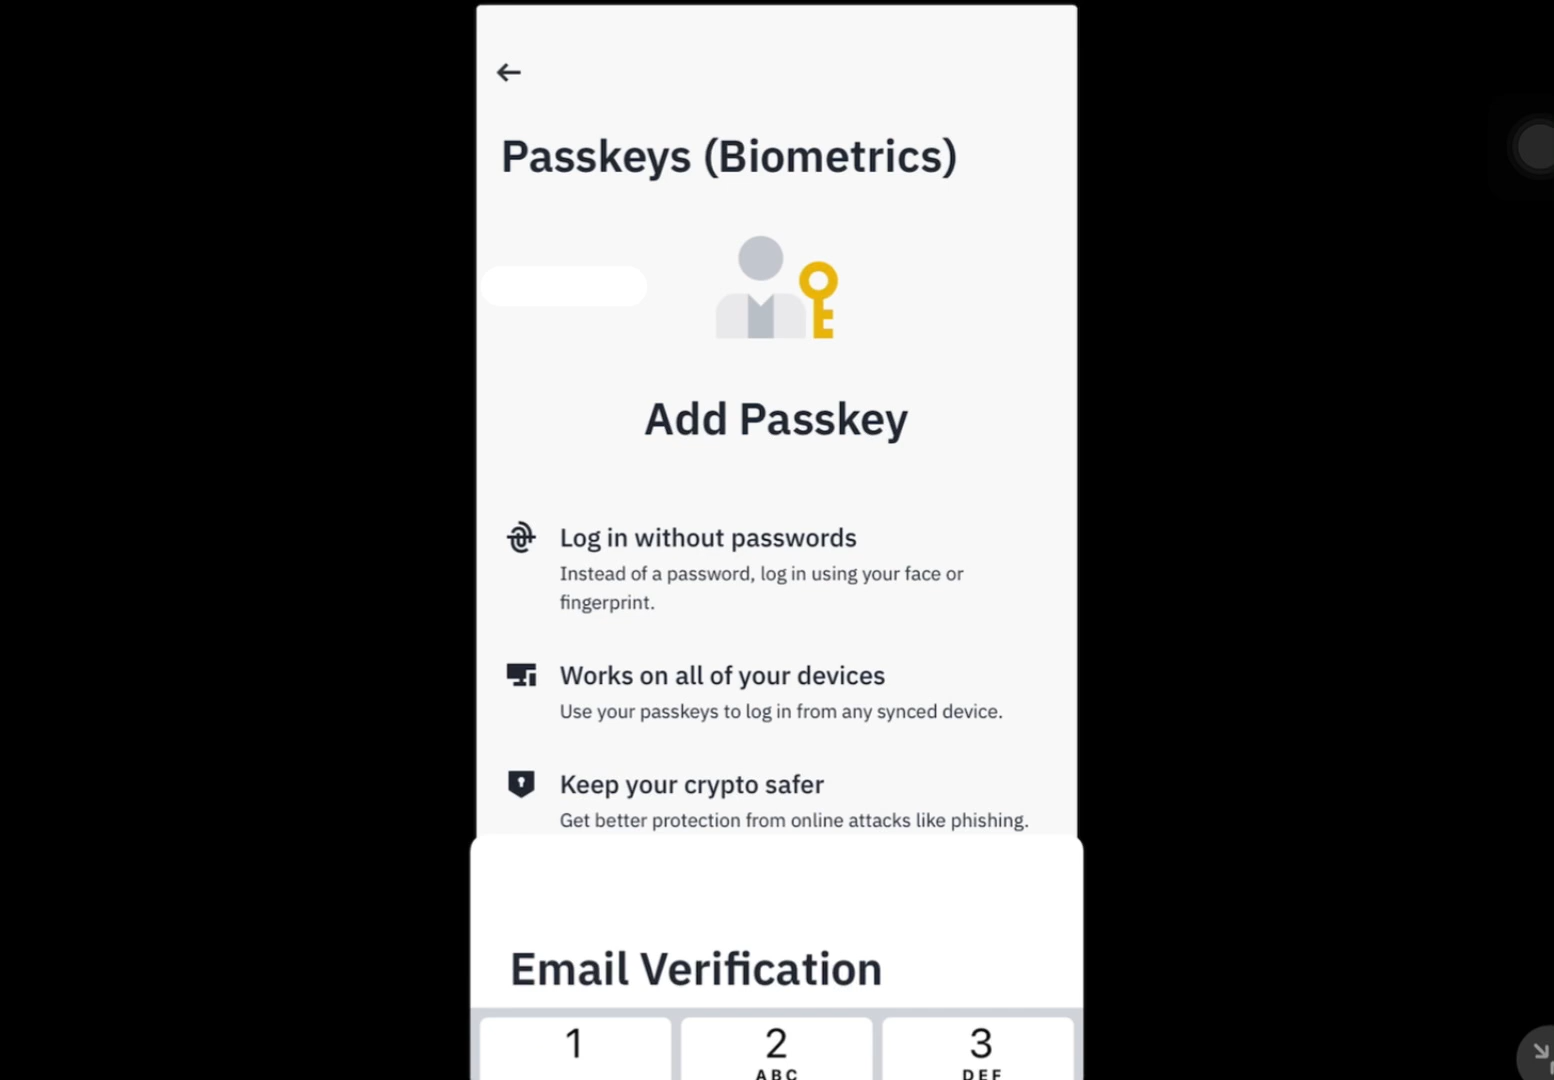 Passkeys (Biometrics)
Add Passkey
Log in without passwords
Instead of a password, log in using your face or
fingerprint.
Works on all of your devices
Use your passkeys to log in from any synced device.
Keep your crypto safer
Get better protection from online attacks like phishing.
Email Verification
1 2 3
ABC DEF